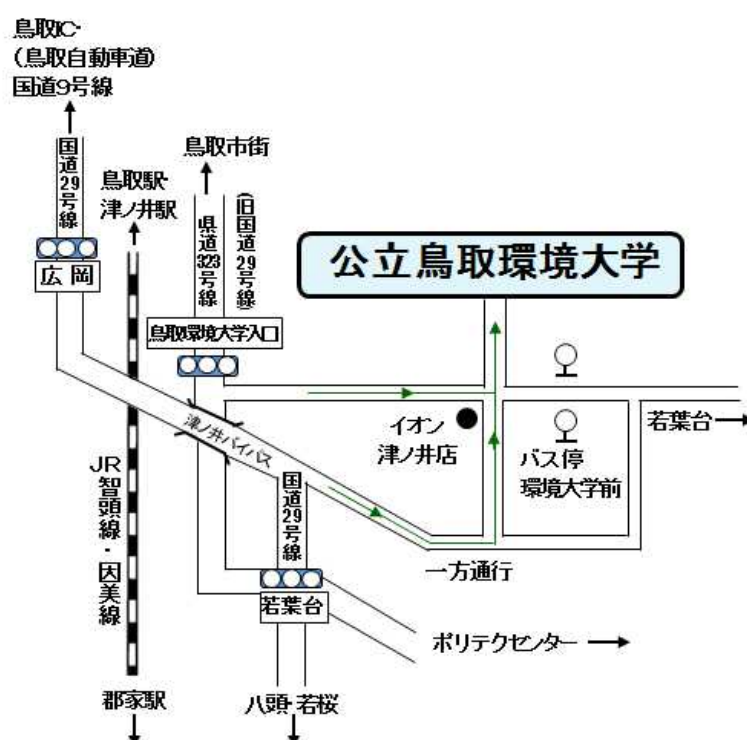 鳥取IC・
(鳥取自動車道)
国道9号線
国道29号線
鳥取駅・
津ノ井駅
鳥取市街
県道323号線
(旧国道29号線)
広岡
公立鳥取環境大学
鳥取環境大学入口
津ノ井バイパス
イオン
津ノ井店
バス停
環境大学前
若葉台
JR智頭線・因美線
国道29号線
一方通行
若葉台
ポリテクセンター
郡家駅
八頭・若桜